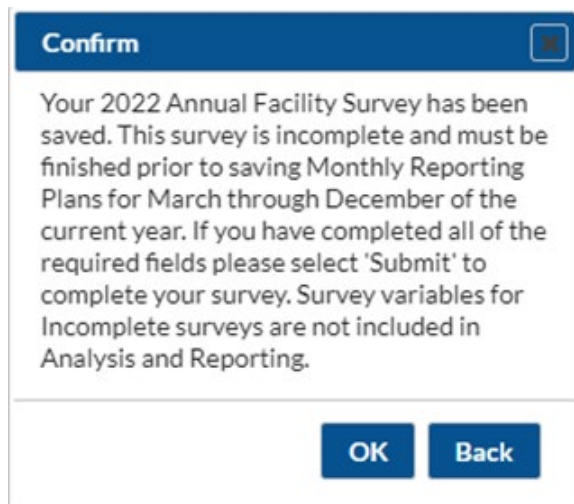 Confirm
Your 2022 Annual Facility Survey has been
saved. This survey is incomplete and must be
finished prior to saving Monthly Reporting
Plans for March through December of the
current year. If you have completed all of the
required fields please select 'Submit' to
complete your survey. Survey variables for
Incomplete surveys are not included in
Analysis and Reporting.
OK Back